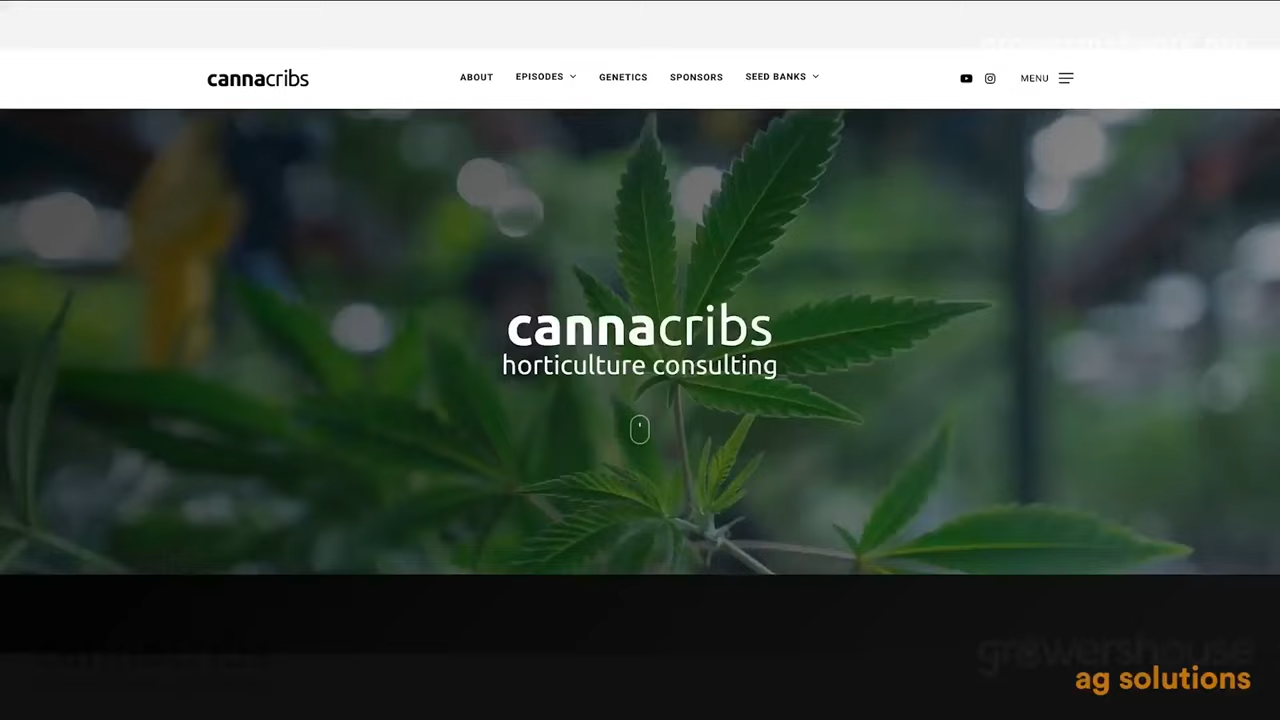 cannacribs
ABOUT
EPISODES
GENETICS
SPONSORS
SEED BANKS
MENU
cannacribs
horticulture consulting
growershouse
ag solutions